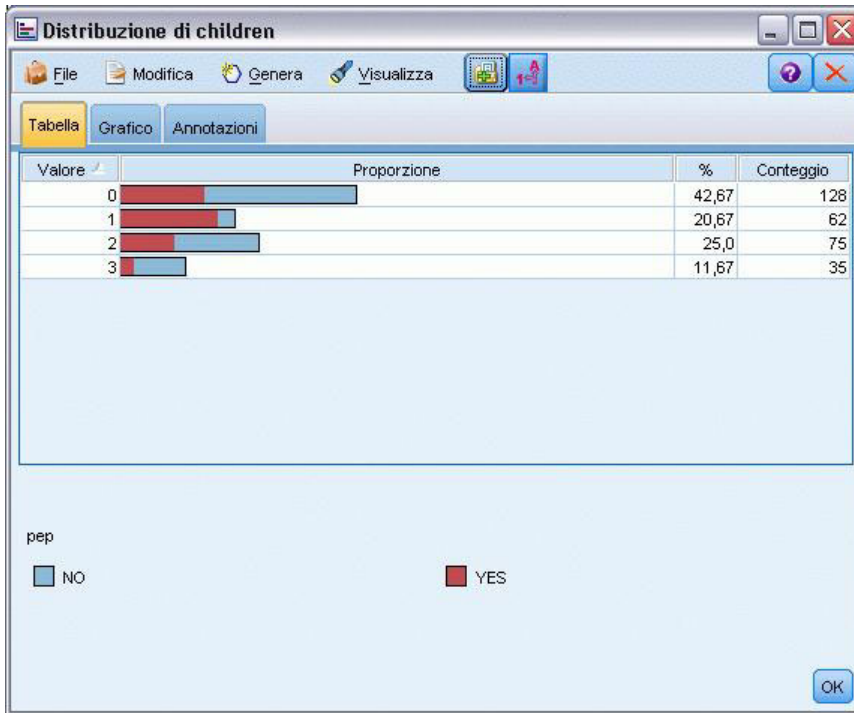 Distribuzione di children
File Modifica Genera Visualizza
Tabella Grafico Annotazioni
Valore Proporzione % Conteggio
0 42,67 128
1 20,67 62
2 25,0 75
3 11,67 35
pep
NO YES
OK